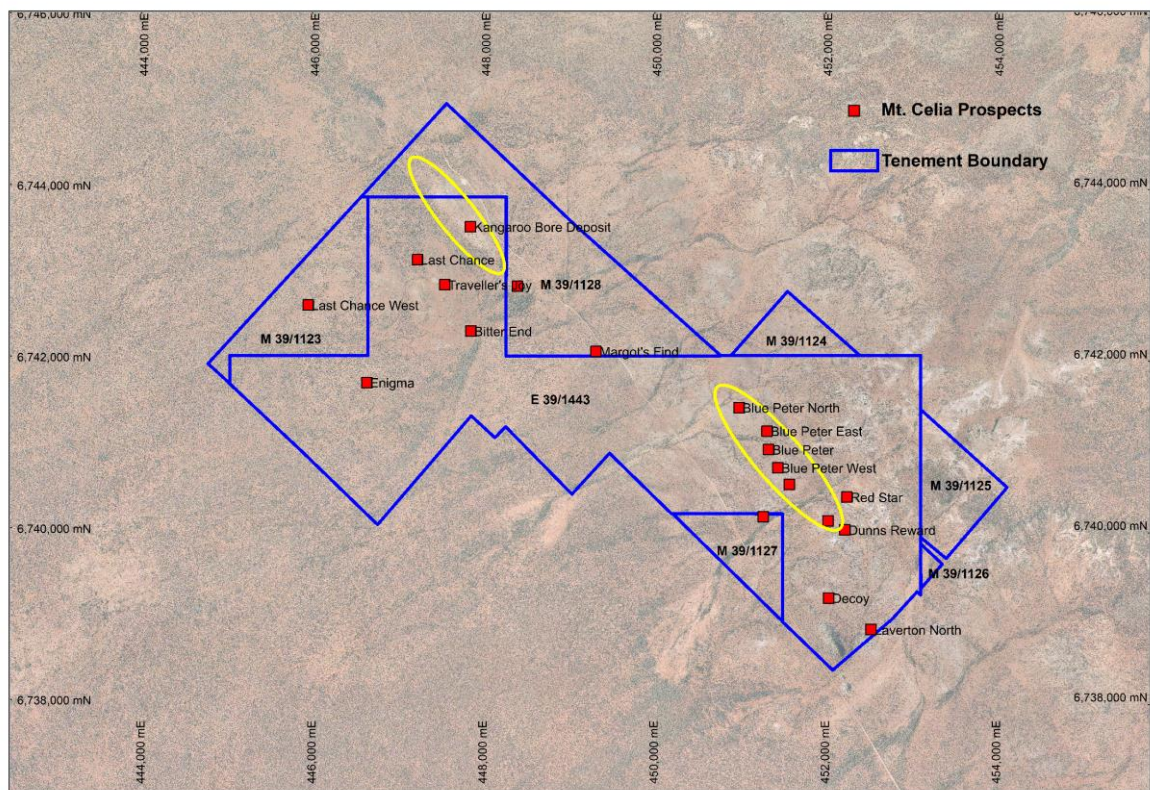 6,746,000 mN
444,000 mE
446,000 mE
448,000 mE
450,000 mE
452,000 mE
454,000 mE
Mt. Celia Prospects
Tenement Boundary
6,744,000 mN
6,744,000 mN
Kangaroo Bore Deposit
Last Chance
Traveller's Joy
M 39/1128
Last Chance West
Bitter End
M 39/1123
M 39/1124
6,742,000 mN
6,742,000 mN
Margot's Find
Enigma
E 39/1443
Blue Peter North
Blue Peter East
Blue Peter
Blue Peter West
M 39/1125
Red Star
6,740,000 mN
6,740,000 mN
Dunns Reward
M 39/1127
M 39/1126
Decoy
Laverton North
6,738,000 mN
6,738,000 mN
444,000 mE
446,000 mE
448,000 mE
450,000 mE
452,000 mE
454,000 mE